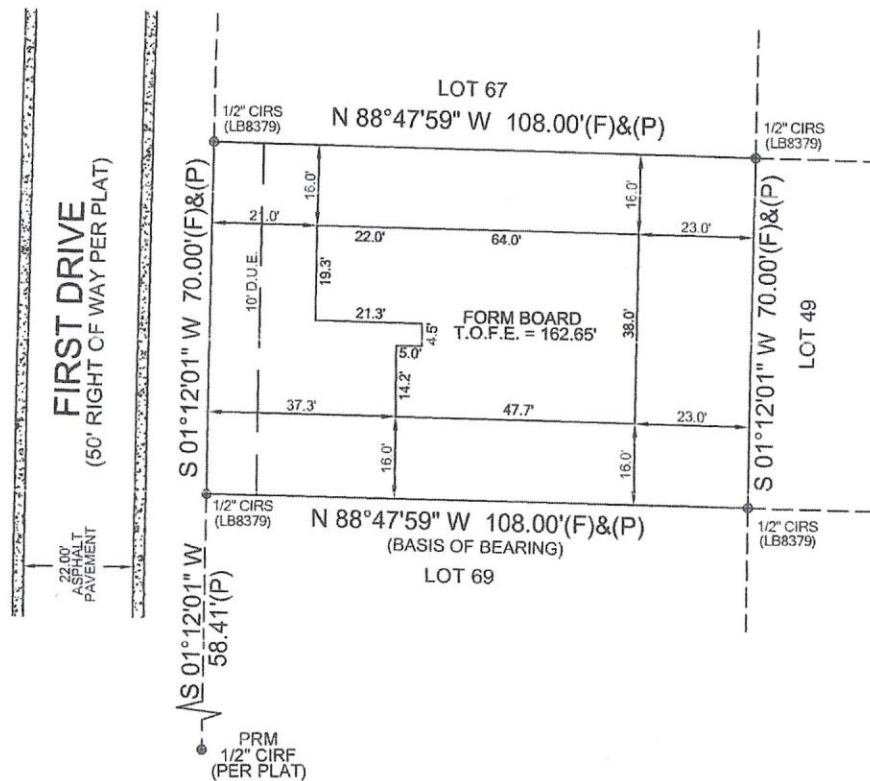 LOT 67
N 88°47'59" W 108.00'(F)&(P)
1/2" CIRS
(LB8379)
1/2" CIRS
(LB8379)
FIRST DRIVE
(50' RIGHT OF WAY PER PLAT)
S 01°12'01" W 70.00'(F)&(P)
10' D.U.E.
16.0'
16.0'
21.0'
22.0'
64.0'
23.0'
19.3'
21.3'
4.5'
5.0'
14.2'
FORM BOARD
T.O.F.E. = 162.65'
38.0'
S 01°12'01" W 70.00'(F)&(P)
LOT 49
37.3'
47.7'
23.0'
16.0'
16.0'
1/2" CIRS
(LB8379)
N 88°47'59" W 108.00'(F)&(P)
(BASIS OF BEARING)
LOT 69
1/2" CIRS
(LB8379)
22.00'
ASPHALT
PAVEMENT
S 01°12'01" W
58.41'(P)
PRM
1/2" CIRF
(PER PLAT)